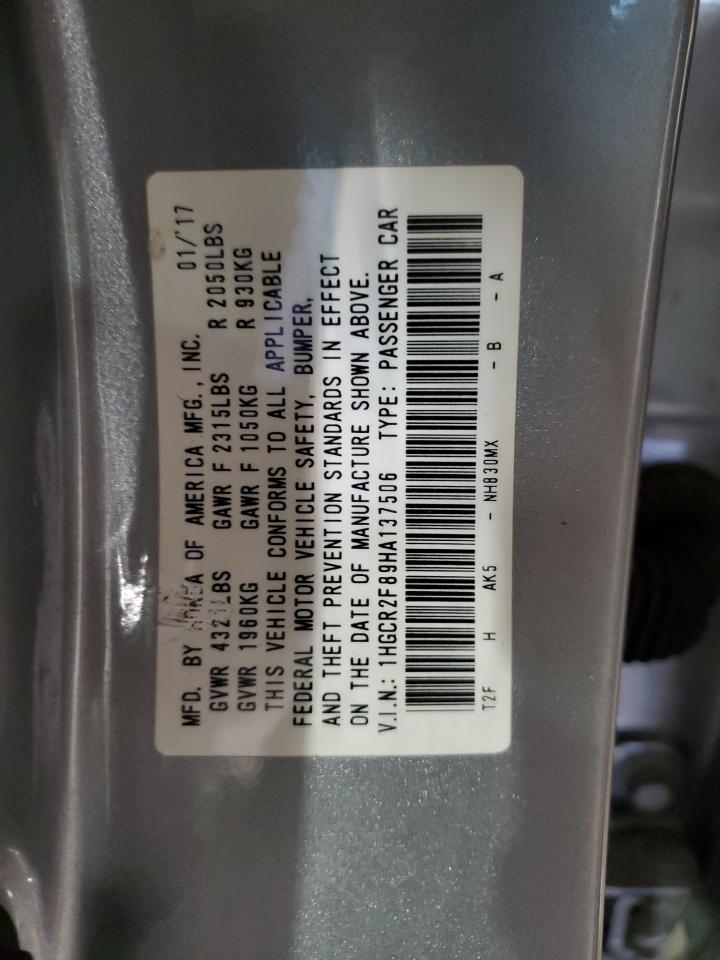 MFD. BY HONDA OF AMERICA MFG., INC. 01/'17
GVWR LBS GAWR F 2315LBS R 2050LBS
GVWR 1960KG GAWR F 1050KG R 930KG
THIS VEHICLE CONFORMS TO ALL APPLICABLE
FEDERAL MOTOR VEHICLE SAFETY, BUMPER,
AND THEFT PREVENTION STANDARDS IN EFFECT
ON THE DATE OF MANUFACTURE SHOWN ABOVE.
V.I.N.: 1HGCR2F89HA137506 TYPE: PASSENGER CAR
T2F H AK5 - NH830MX - B - A